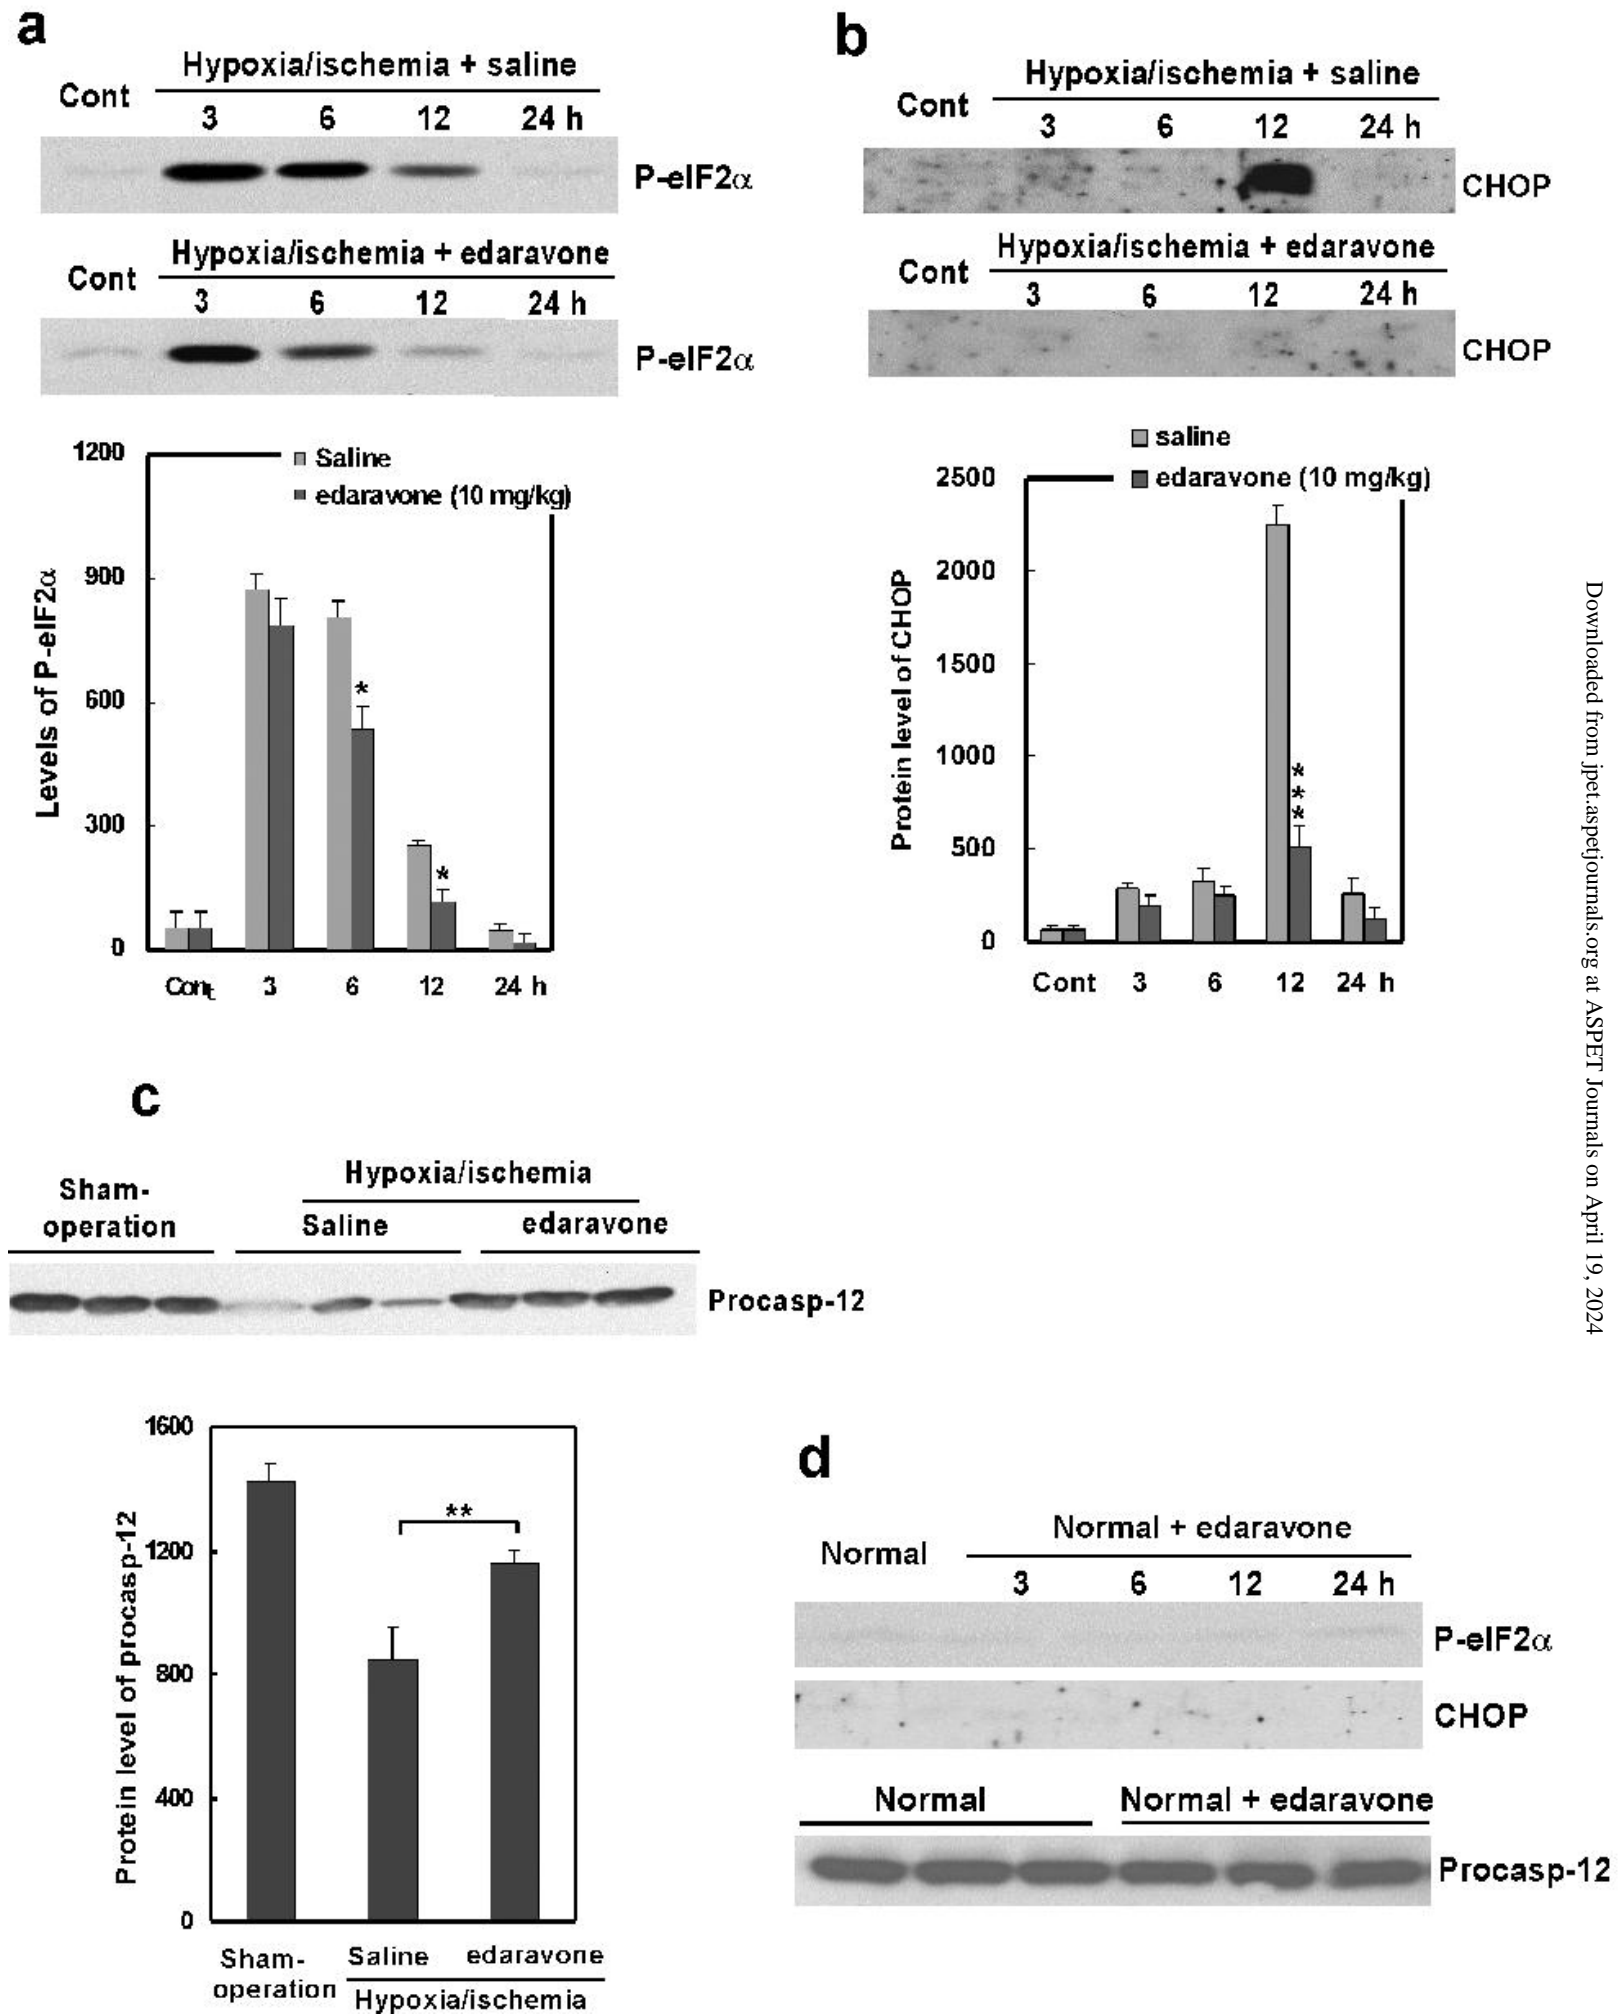 a
Hypoxia/ischemia + saline
Cont
3 6 12 24 h
P-eIF2α
Hypoxia/ischemia + edaravone
Cont
3 6 12 24 h
P-eIF2α
1200
900
600
300
0
Levels of P-eIF2α
Saline
edaravone (10 mg/kg)
*
*
Cont 3 6 12 24 h
b
Hypoxia/ischemia + saline
Cont
3 6 12 24 h
CHOP
Hypoxia/ischemia + edaravone
Cont
3 6 12 24 h
CHOP
saline
edaravone (10 mg/kg)
2500
2000
1500
1000
500
0
Protein level of CHOP
***
Cont 3 6 12 24 h
c
Hypoxia/ischemia
Sham-
operation
Saline edaravone
Procasp-12
1600
1200
800
400
0
Protein level of procasp-12
**
Sham-
operation
Saline edaravone
Hypoxia/ischemia
d
Normal + edaravone
Normal
3 6 12 24 h
P-eIF2α
CHOP
Normal Normal + edaravone
Procasp-12
Downloaded from jpet.aspetjournals.org at ASPET Journals on April 19, 2024